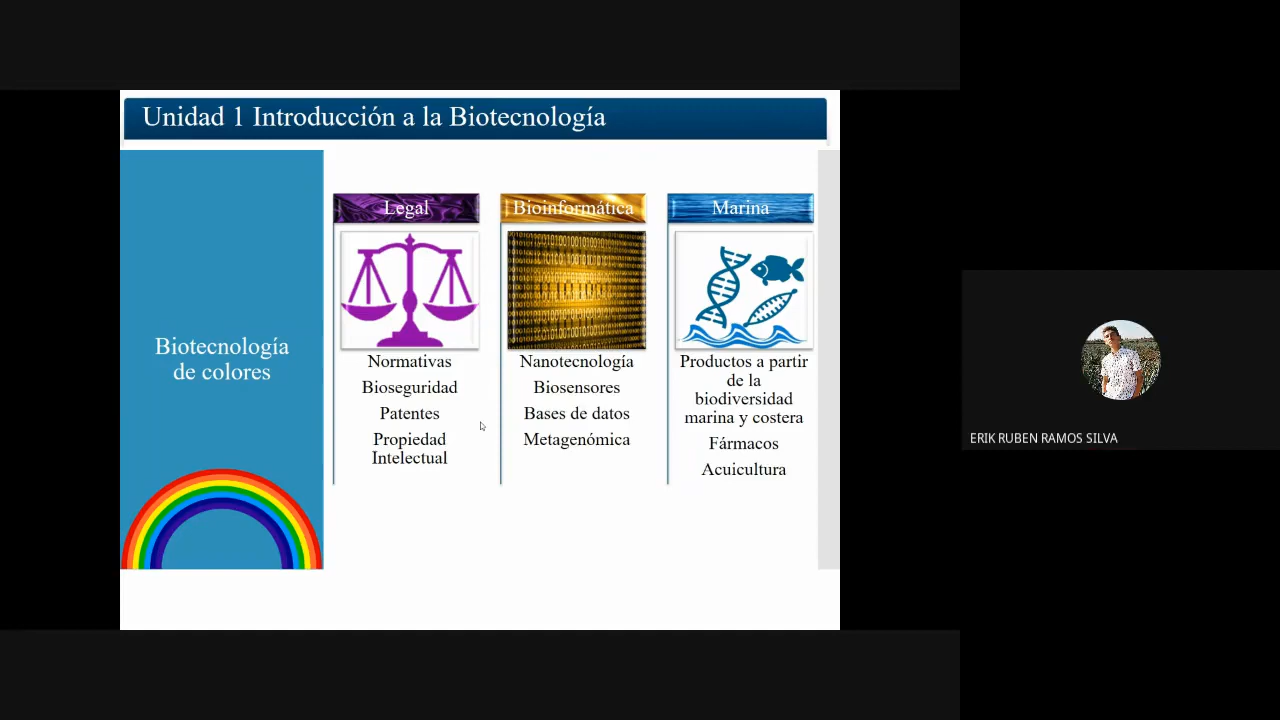 Unidad 1 Introducción a la Biotecnología
Biotecnología
de colores
Legal
Normativas
Bioseguridad
Patentes
Propiedad
Intelectual
Bioinformática
Nanotecnología
Biosensores
Bases de datos
Metagenómica
Marina
Productos a partir
de la
biodiversidad
marina y costera
Fármacos
Acuicultura
ERIK RUBEN RAMOS SILVA